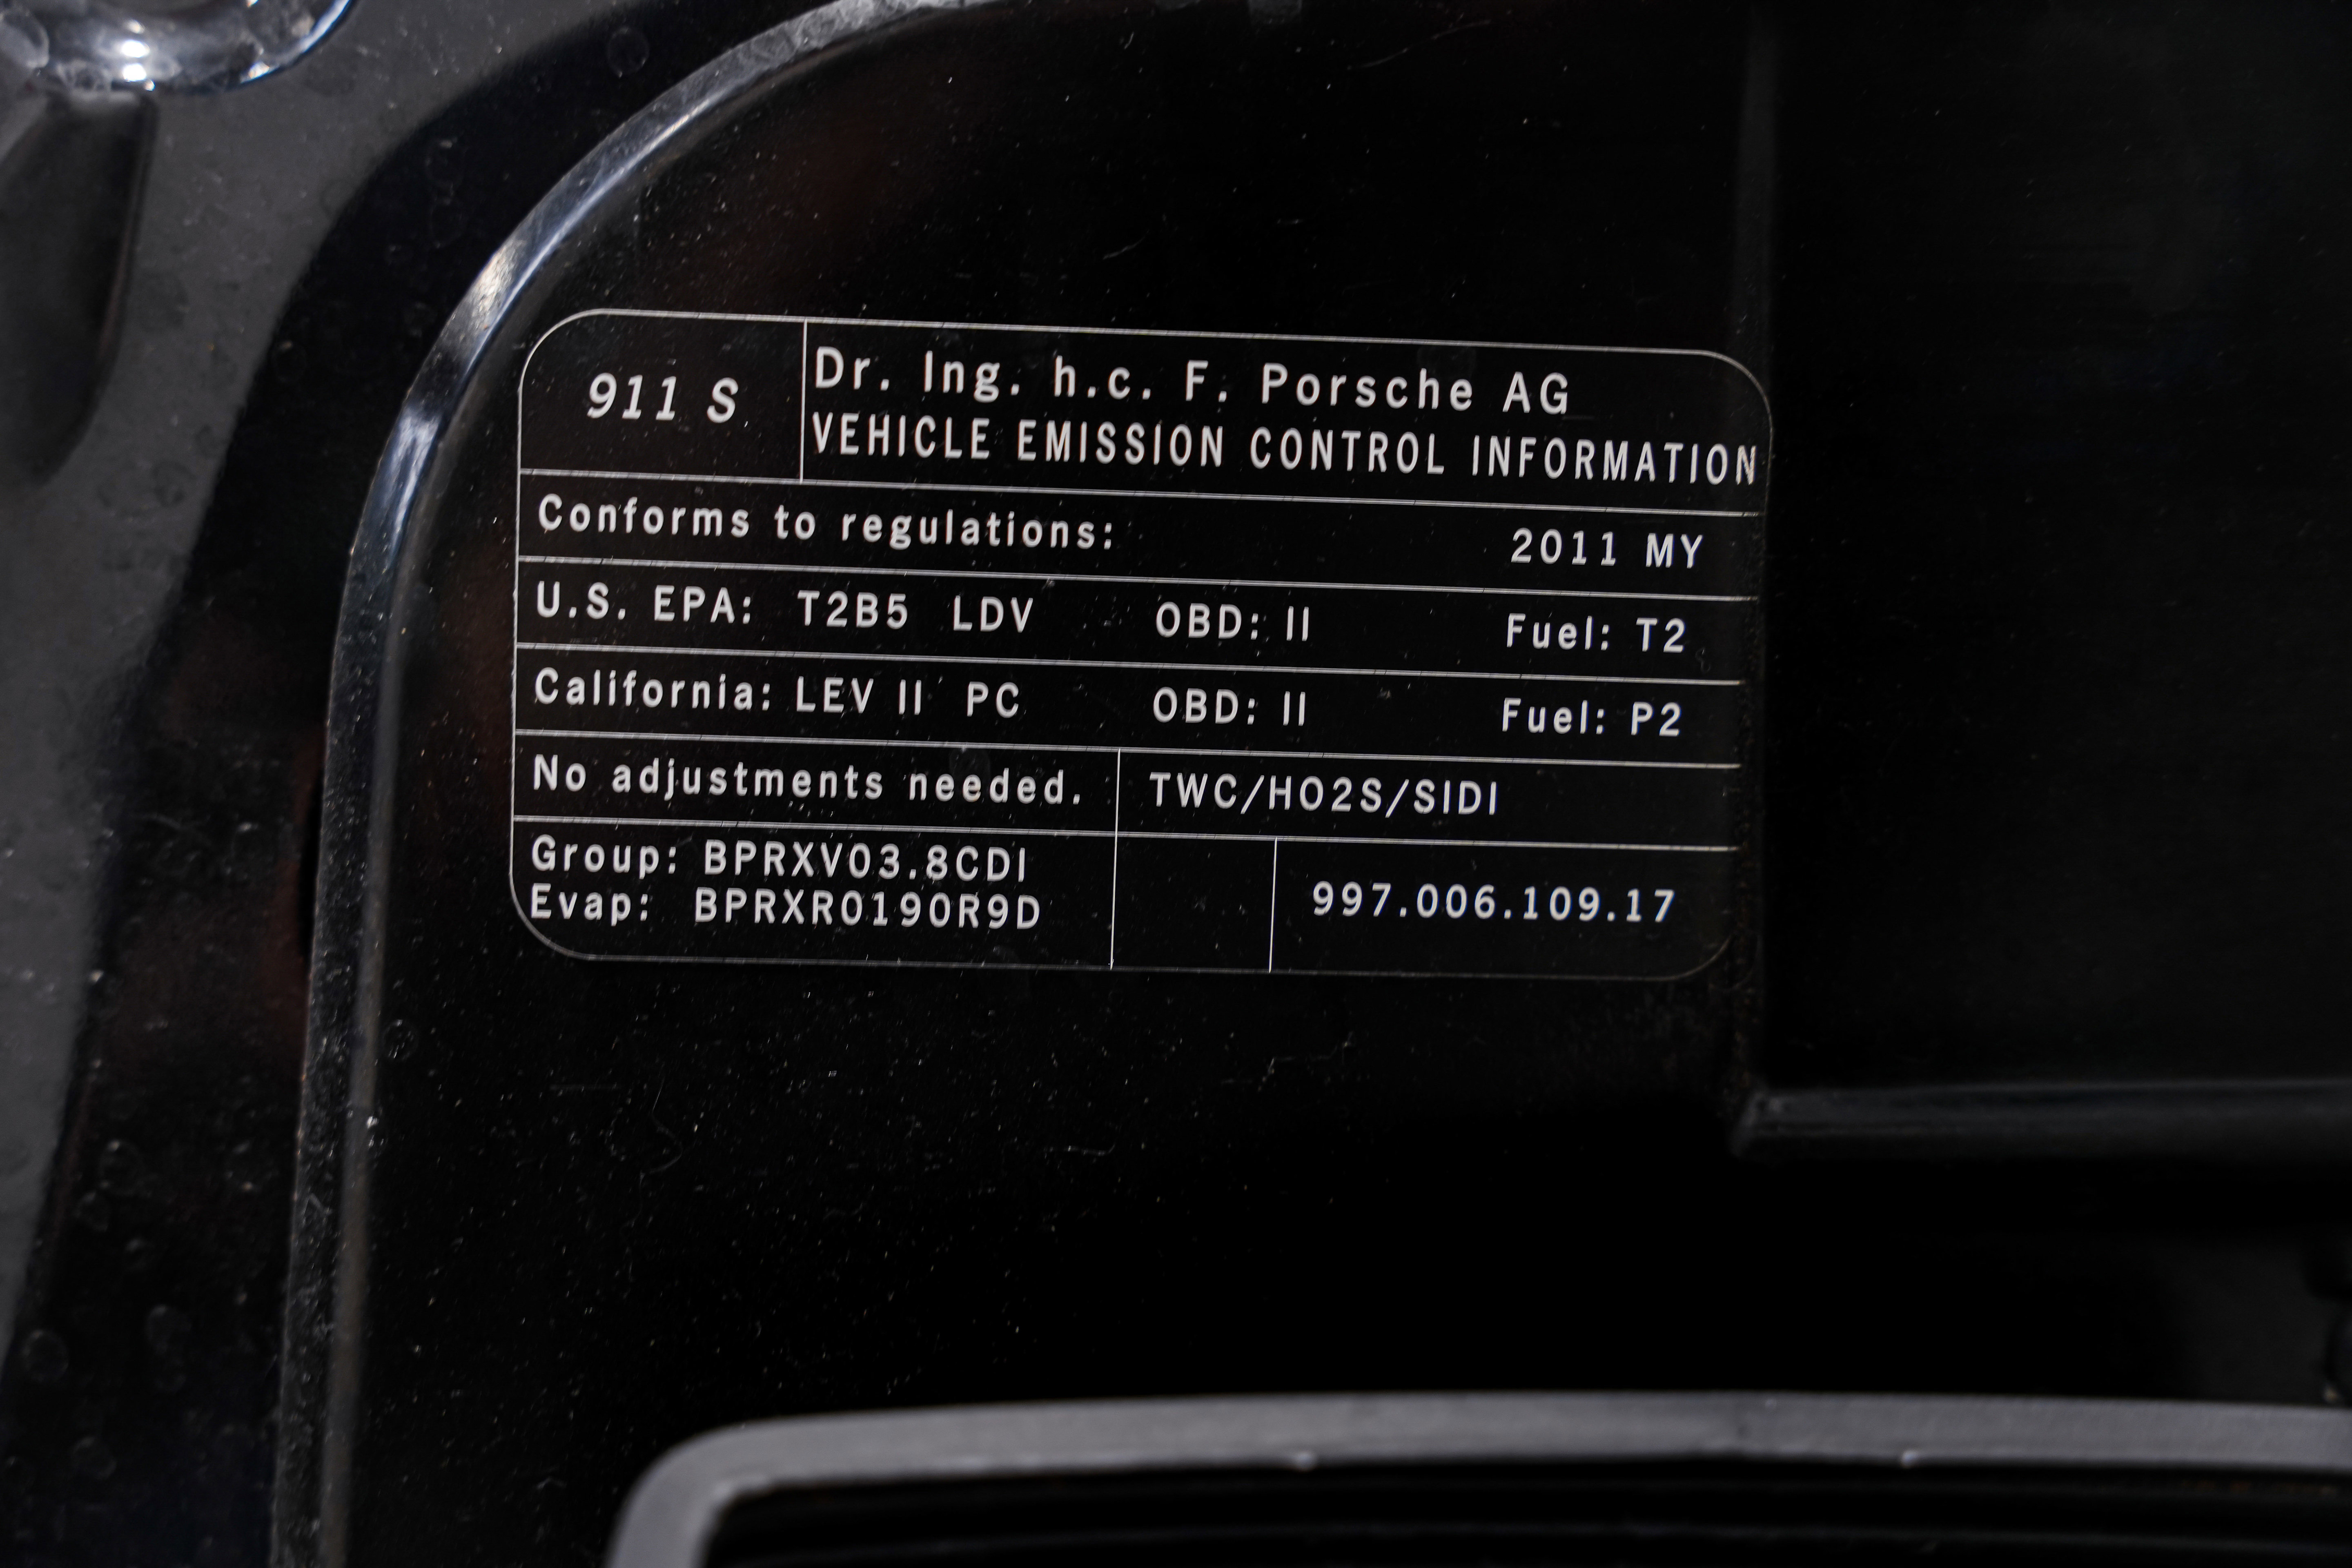 911 S
Dr. Ing. h.c. F. Porsche AG
VEHICLE EMISSION CONTROL INFORMATION
Conforms to regulations: 2011 MY
U.S. EPA: T2B5 LDV OBD: II Fuel: T2
California: LEV II PC OBD: II Fuel: P2
No adjustments needed. TWC/HO2S/SIDI
Group: BPRXV03.8CDI
Evap: BPRXR0190R9D
997.006.109.17